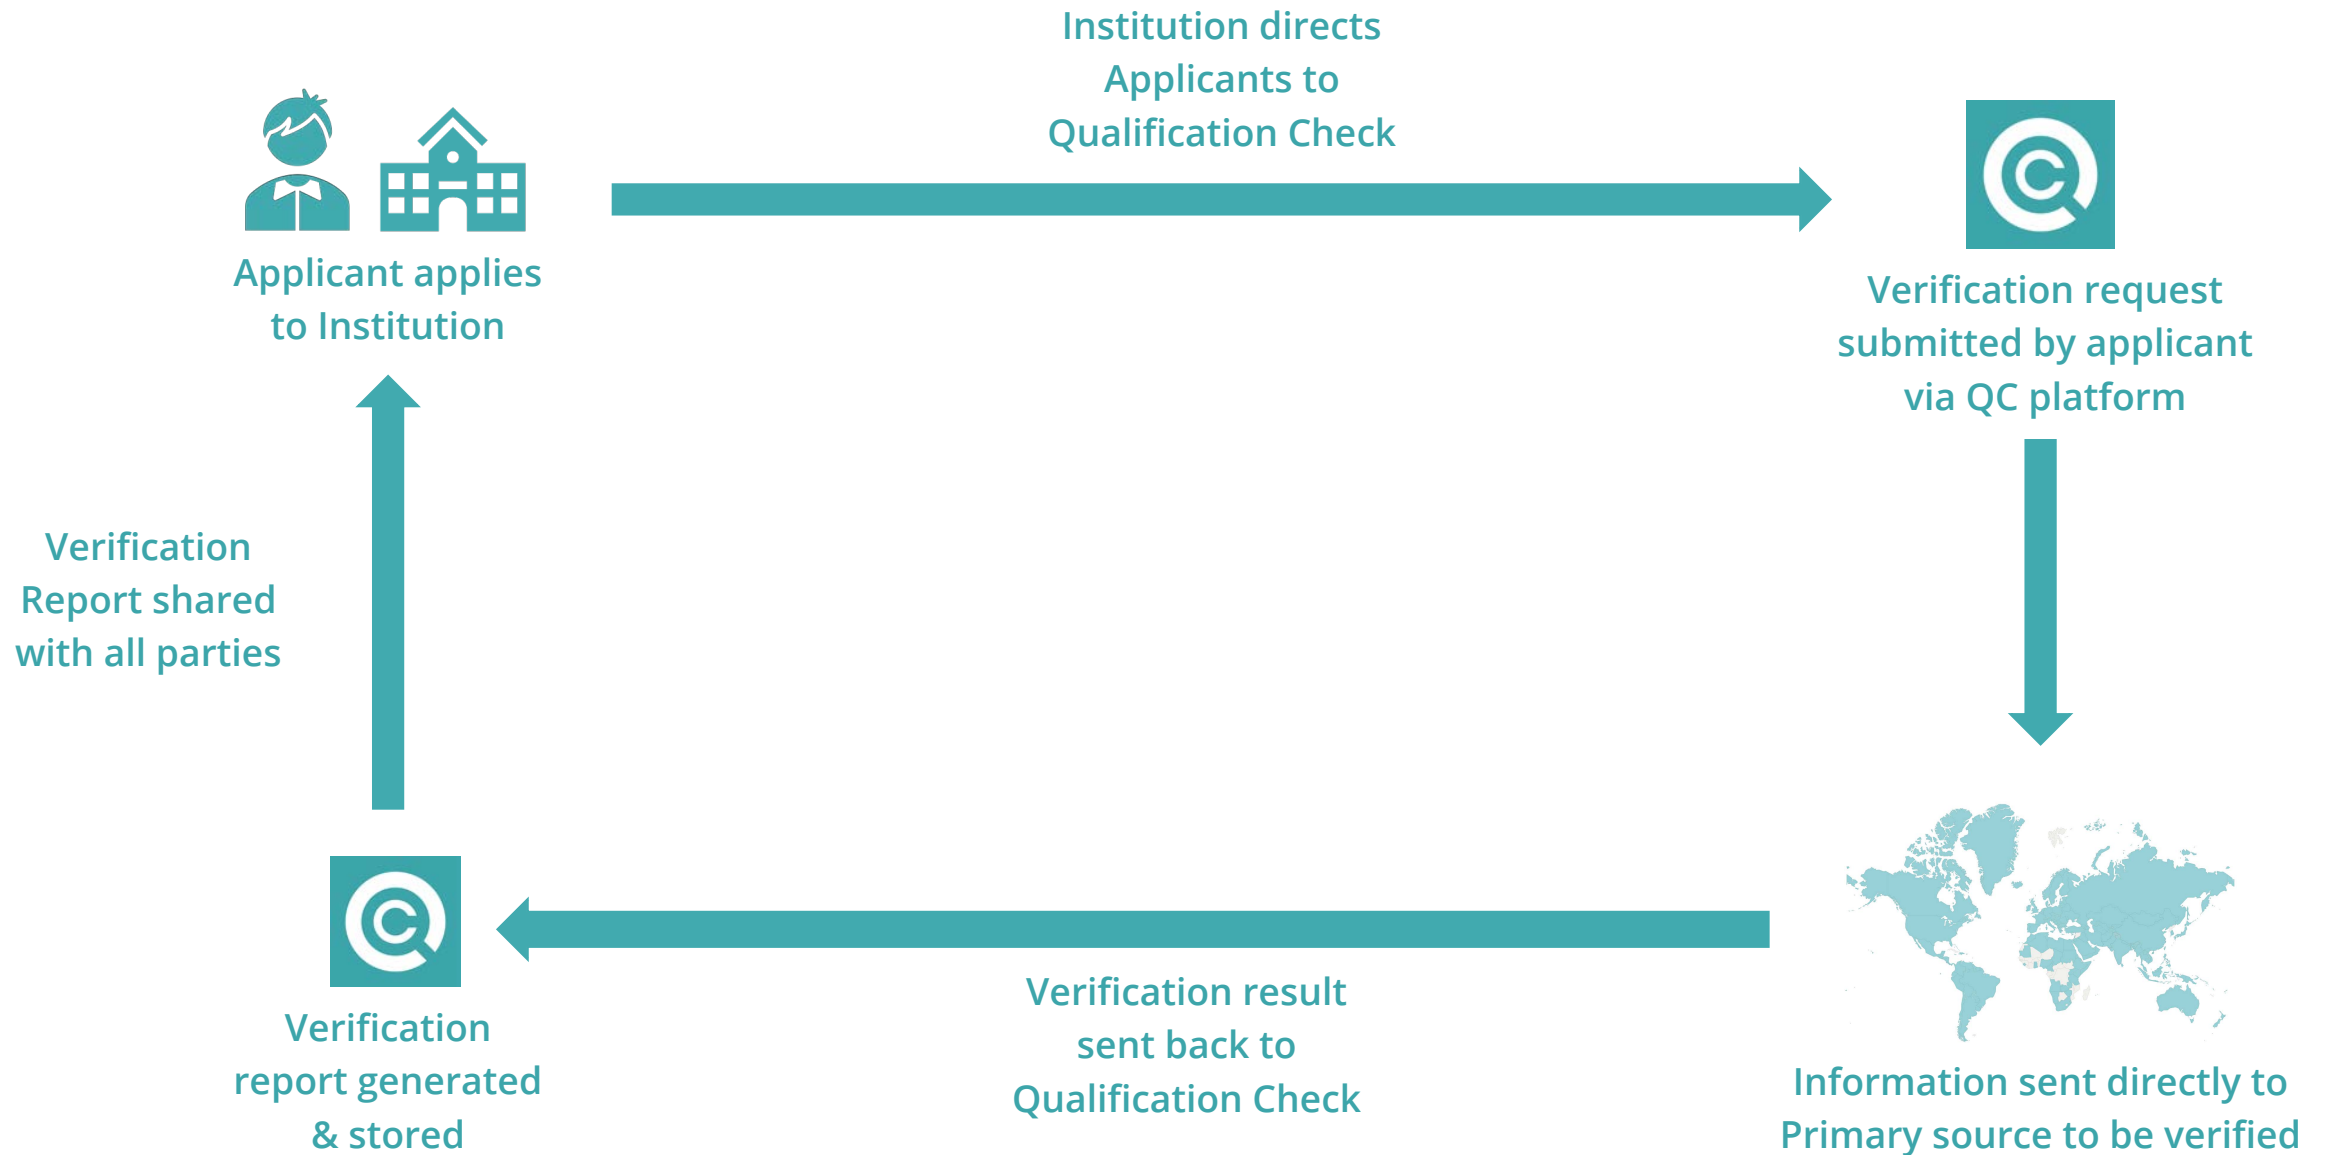 Institution directs
Applicants to
Qualification Check
Applicant applies
to Institution
Verification request
submitted by applicant
via QC platform
Verification
Report shared
with all parties
Verification
report generated
& stored
Verification result
sent back to
Qualification Check
Information sent directly to
Primary source to be verified